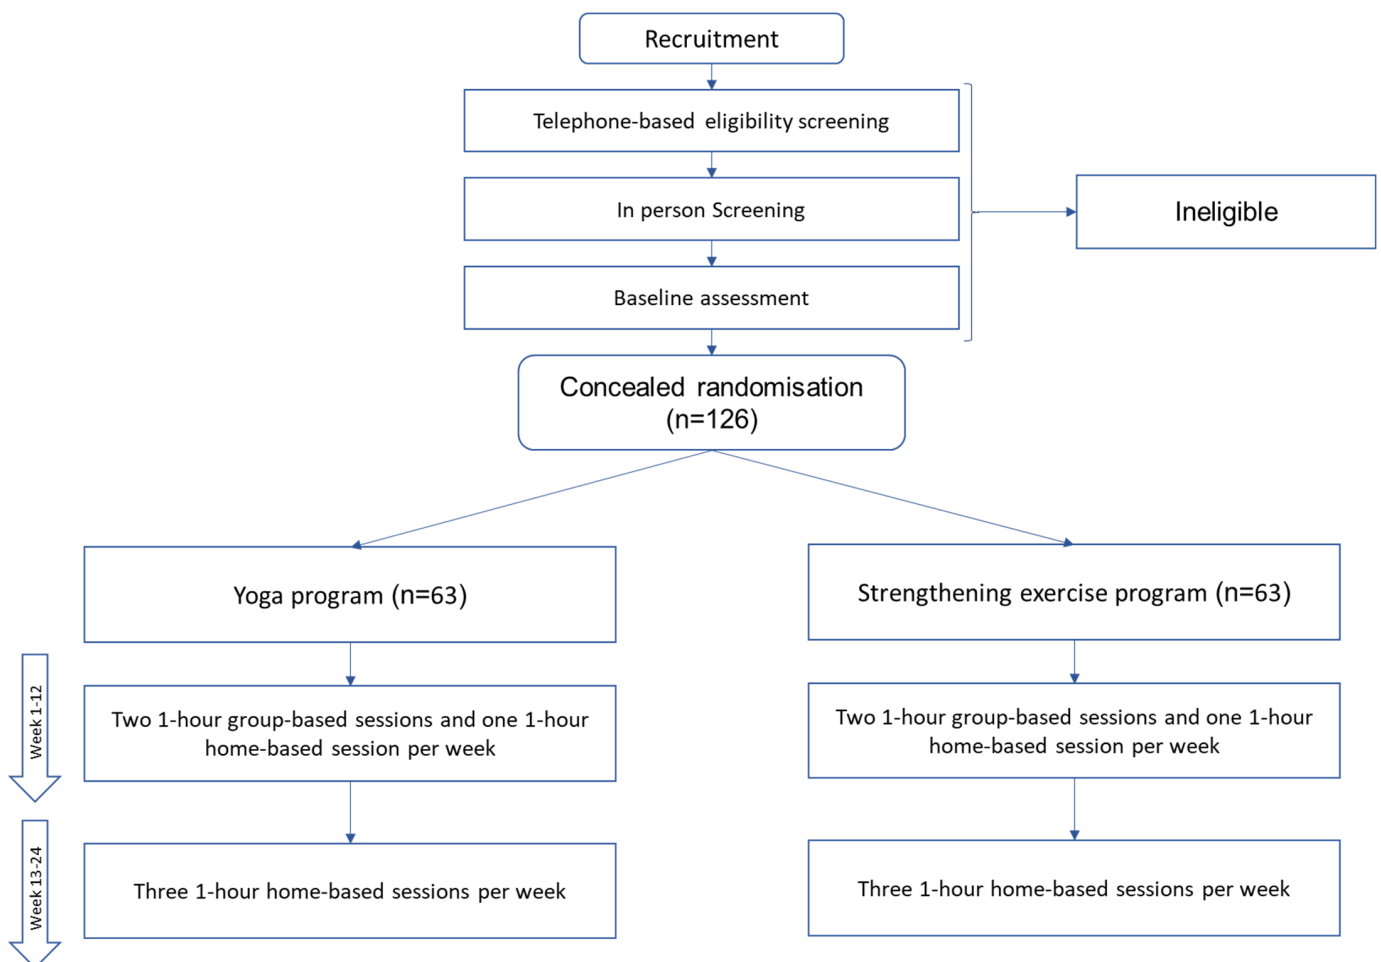 Recruitment
Telephone-based eligibility screening
In person Screening
Ineligible
Baseline assessment
Concealed randomisation
(n=126)
Yoga program (n=63)
Strengthening exercise program (n=63)
Week 1-12
Two 1-hour group-based sessions and one 1-hour
home-based session per week
Two 1-hour group-based sessions and one 1-hour
home-based session per week
Week 13-24
Three 1-hour home-based sessions per week
Three 1-hour home-based sessions per week